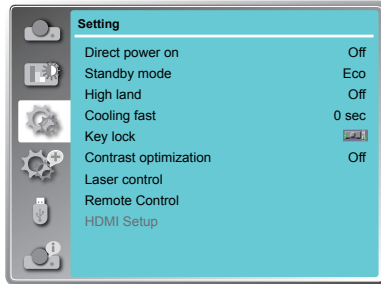 Setting
Direct power on Off
Standby mode Eco
High land Off
Cooling fast 0 sec
Key lock
Contrast optimization Off
Laser control
Remote Control
HDMI Setup